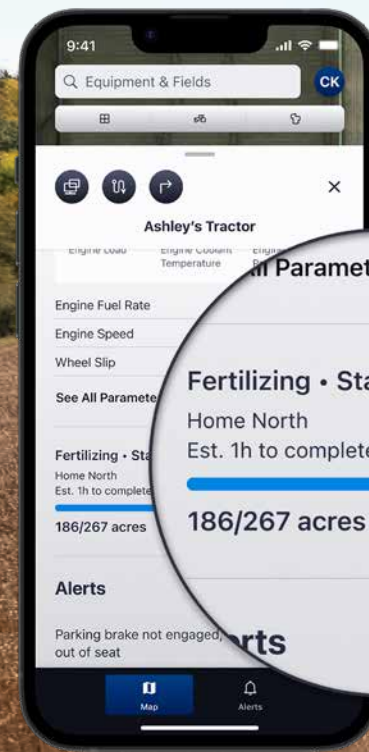 9:41
Equipment & Fields
CK
Ashley's Tractor
Engine Load Engine Coolant
Temperature
Engine Fuel Rate
Engine Speed
Wheel Slip
See All Paramete
Fertilizing • Sta
Home North
Est. 1h to complete
186/267 acres
Alerts
Parking brake not engaged,
out of seat
Map
Alerts
Paramet
Fertilizing • Sta
Home North
Est. 1h to complete
186/267 acres
rts